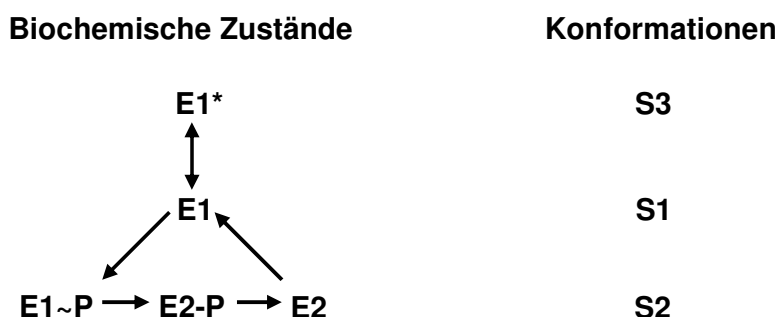 Biochemische Zustände Konformationen
E1* S3
E1 S1
E1~P E2-P E2 S2